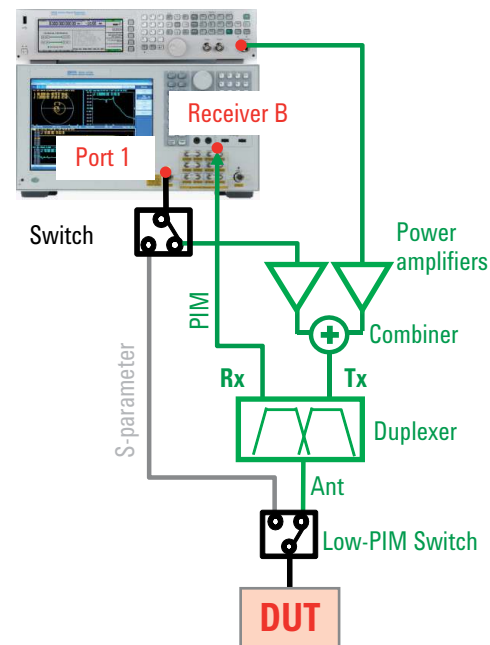 Receiver B
Port 1
Switch
Power
amplifiers
PIM
Combiner
Rx
Tx
S-parameter
Duplexer
Ant
Low-PIM Switch
DUT